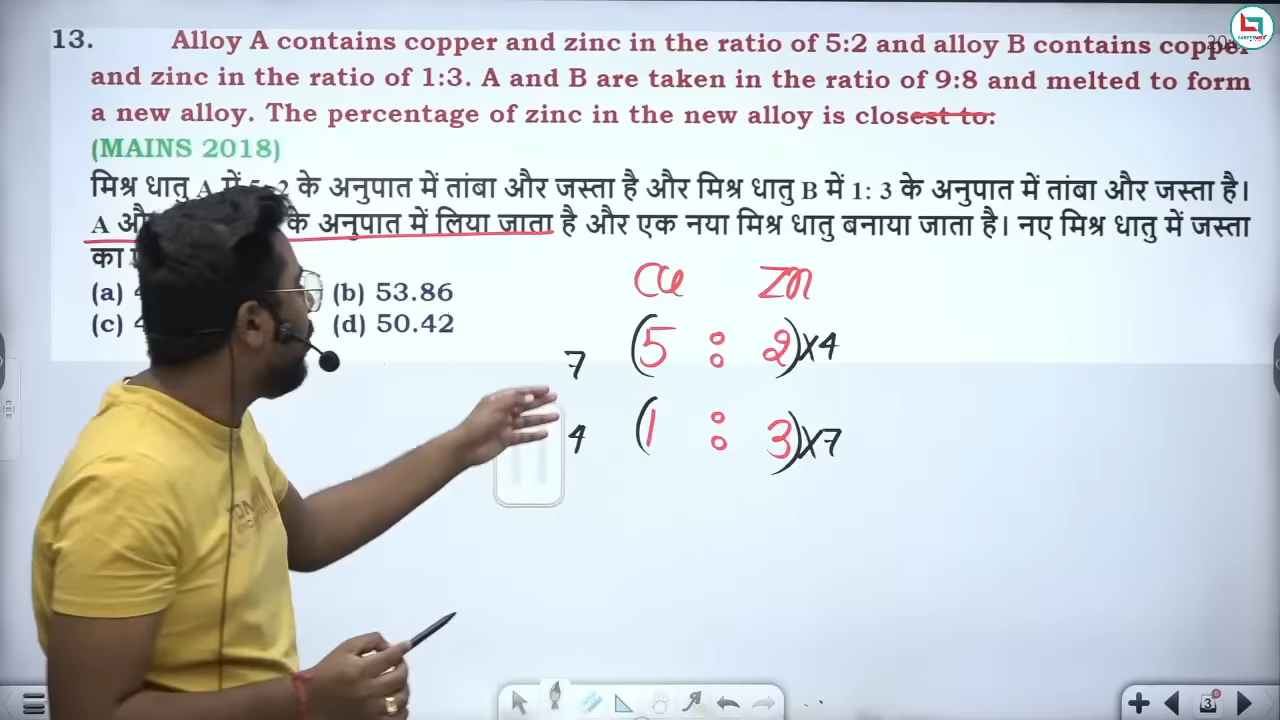 13. Alloy A contains copper and zinc in the ratio of 5:2 and alloy B contains copper
and zinc in the ratio of 1:3. A and B are taken in the ratio of 9:8 and melted to form
a new alloy. The percentage of zinc in the new alloy is closest to:
(MAINS 2018)
मिश्र धातु A में 2 के अनुपात में तांबा और जस्ता है और मिश्र धातु B में 1: 3 के अनुपात में तांबा और जस्ता है।
A के अनुपात में लिया जाता है और एक नया मिश्र धातु बनाया जाता है। नए मिश्र धातु में जस्ता
का
(a) (b) 53.86
(c) 4 (d) 50.42
Cu Zn
7 (5 : 2)x4
4 (1 : 3)x7
3